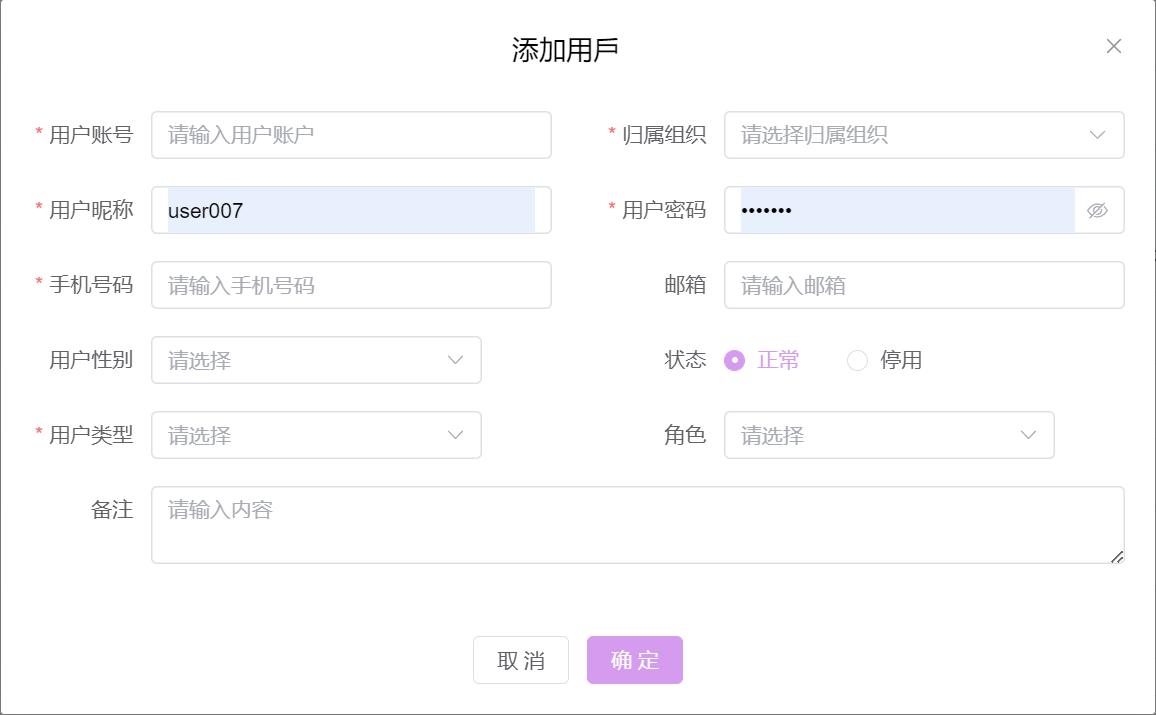 添加用戶
* 用户账号 请输入用户账户 * 归属组织 请选择归属组织
* 用户昵称 user007 * 用户密码 •••••••
* 手机号码 请输入手机号码 邮箱 请输入邮箱
用户性别 请选择 状态 正常 停用
* 用户类型 请选择 角色 请选择
备注 请输入内容
取 消 确 定